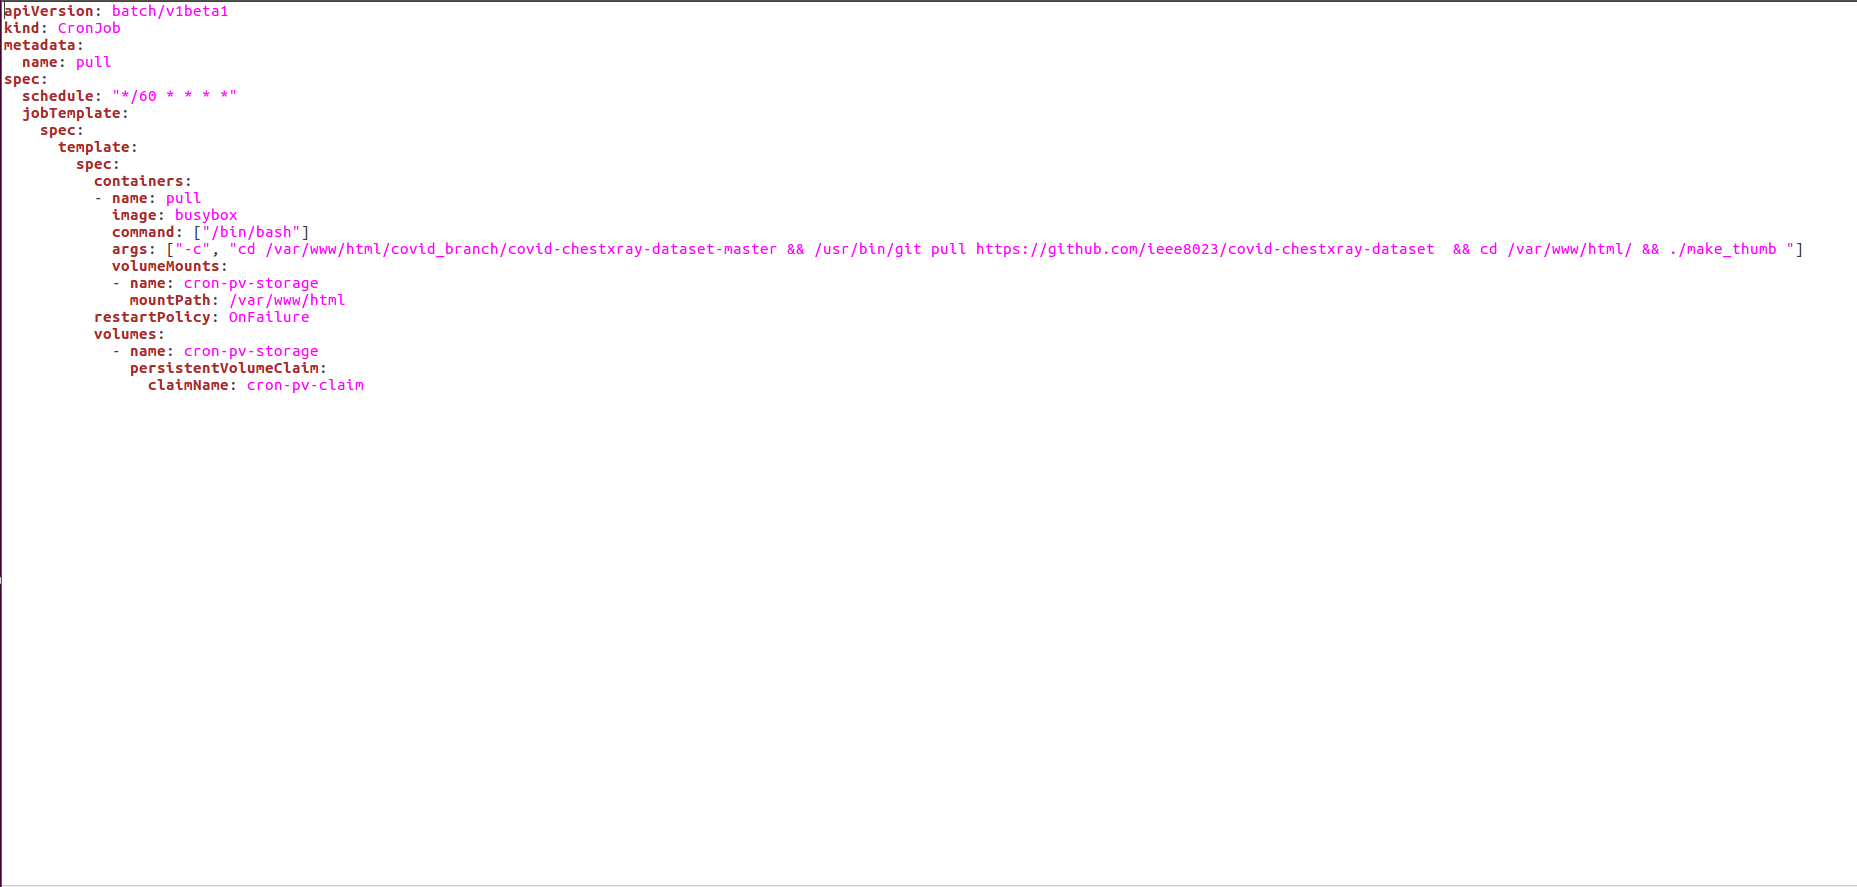 apiVersion: batch/v1beta1
kind: CronJob
metadata:
  name: pull
spec:
  schedule: "*/60 * * * *"
  jobTemplate:
    spec:
      template:
        spec:
          containers:
          - name: pull
            image: busybox
            command: ["/bin/bash"]
            args: ["-c", "cd /var/www/html/covid_branch/covid-chestxray-dataset-master && /usr/bin/git pull https://github.com/ieee8023/covid-chestxray-dataset  && cd /var/www/html/ && ./make_thumb "]
            volumeMounts:
            - name: cron-pv-storage
              mountPath: /var/www/html
          restartPolicy: OnFailure
          volumes:
            - name: cron-pv-storage
              persistentVolumeClaim:
                claimName: cron-pv-claim